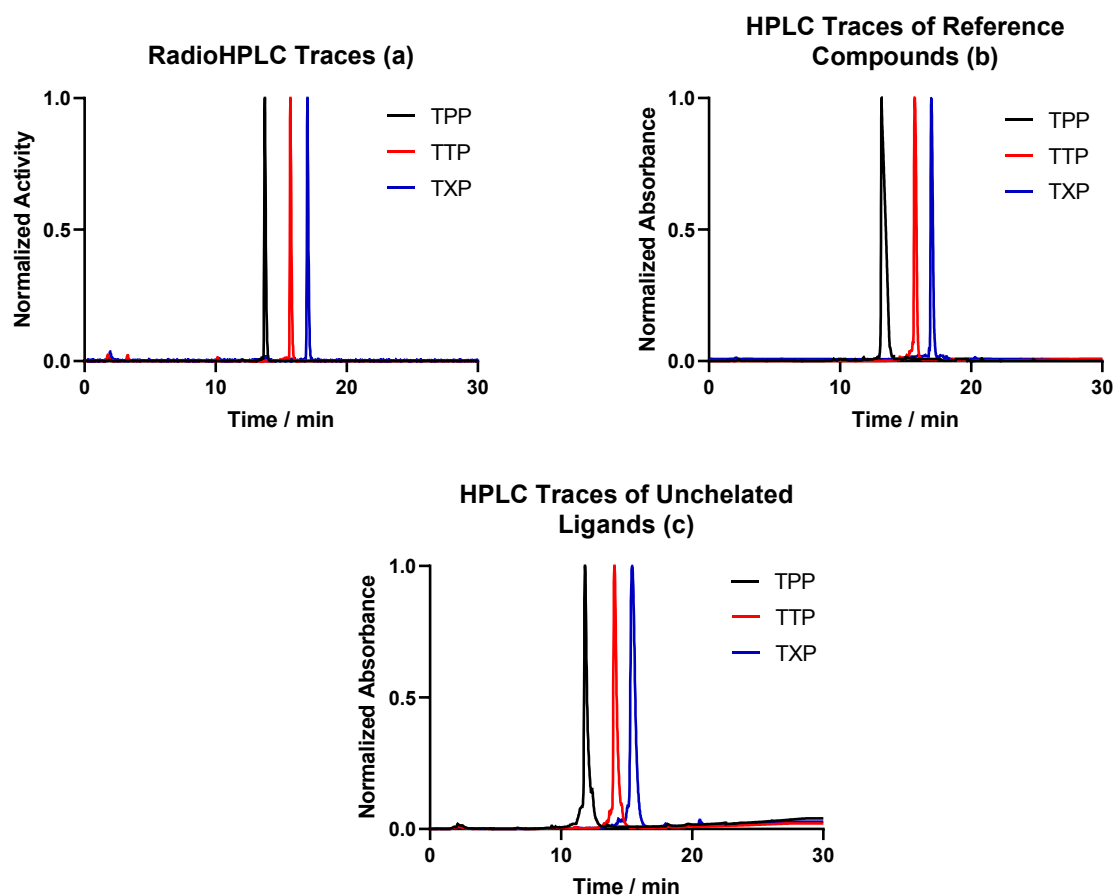 RadioHPLC Traces (a)
1.0
0.5
0.0
Normalized Activity
0
10
20
30
Time / min
TPP
TTP
TXP
HPLC Traces of Reference
Compounds (b)
1.0
0.5
0.0
Normalized Absorbance
0
10
20
30
Time / min
TPP
TTP
TXP
HPLC Traces of Unchelated
Ligands (c)
1.0
0.5
0.0
Normalized Absorbance
0
10
20
30
Time / min
TPP
TTP
TXP